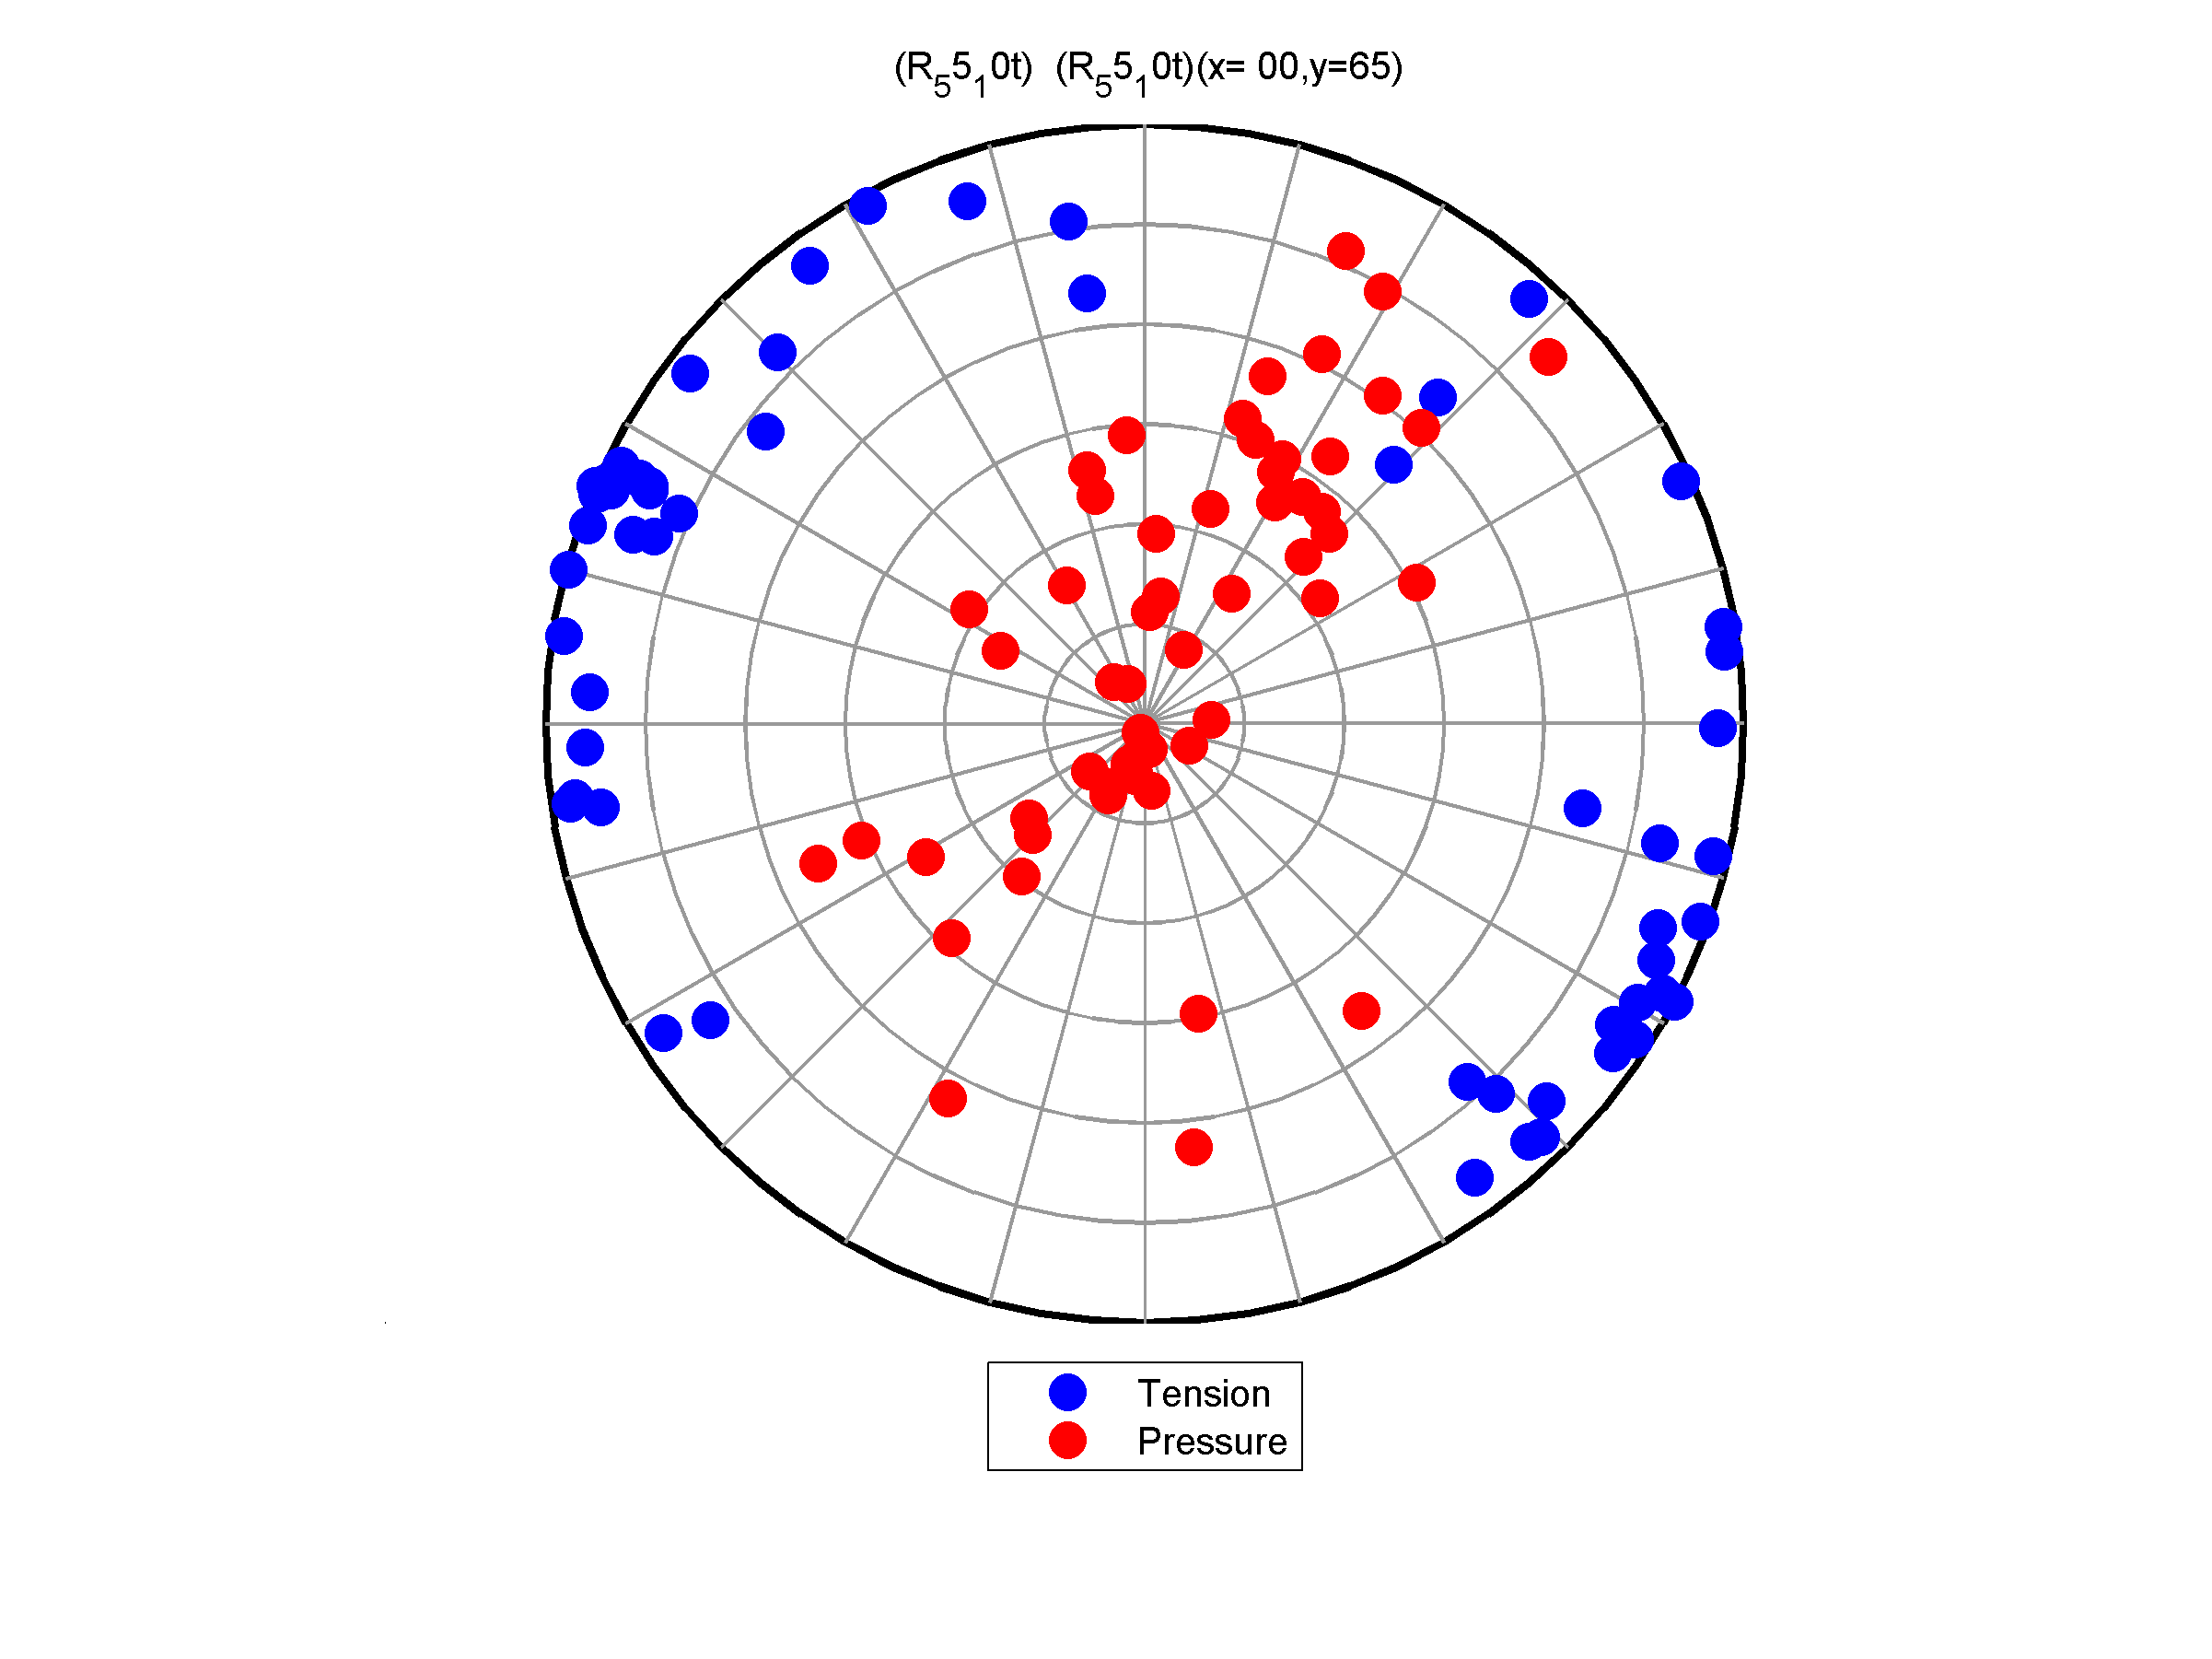 (R₅5₁0t)  (R₅5₁0t)(x= 00,y=65)
Tension
Pressure